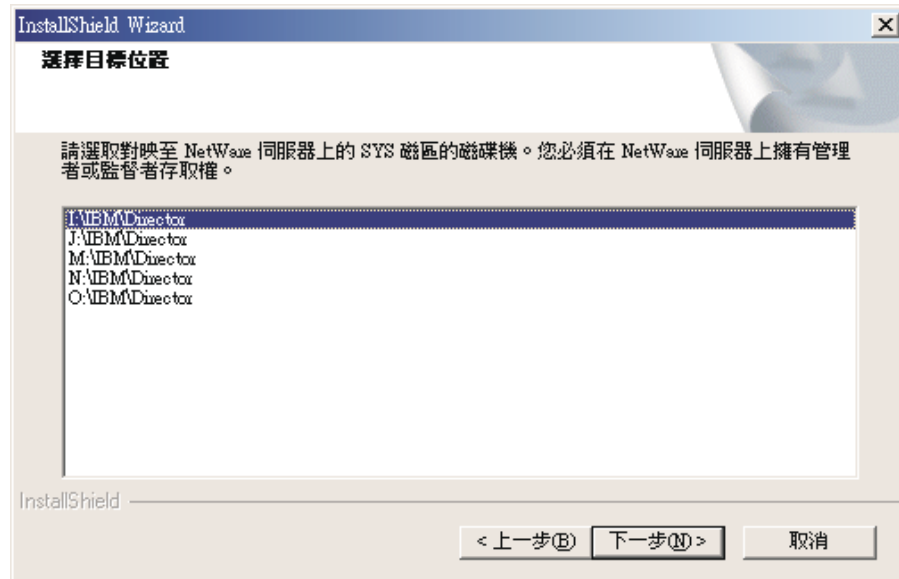 InstallShield Wizard
選擇目標位置
請選取對映至 NetWare 伺服器上的 SYS 磁區的磁碟機。您必須在 NetWare 伺服器上擁有管理
者或監督者存取權。
I:\IBM\Director
J:\IBM\Director
M:\IBM\Director
N:\IBM\Director
O:\IBM\Director
InstallShield
< 上一步(B) 下一步(N) > 取消